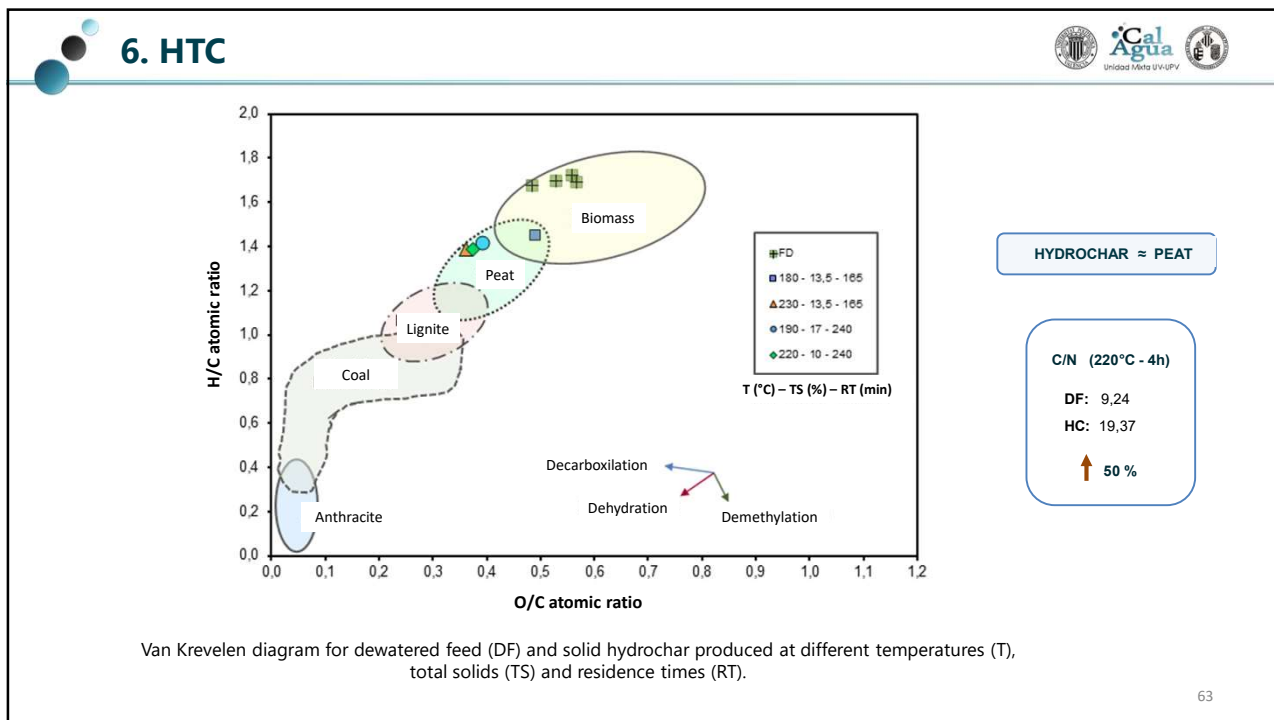 6. HTC
Cal
Agua
Unidad Mixta UV-UPV
2,0
1,8
1,6
1,4
1,2
1,0
0,8
0,6
0,4
0,2
0,0
H/C atomic ratio
Biomass
Peat
Lignite
Coal
Anthracite
FD
180 - 13,5 - 165
230 - 13,5 - 165
190 - 17 - 240
220 - 10 - 240
T (°C) – TS (%) – RT (min)
Decarboxilation
Dehydration
Demethylation
0,0 0,1 0,2 0,3 0,4 0,5 0,6 0,7 0,8 0,9 1,0 1,1 1,2
O/C atomic ratio
HYDROCHAR ≈ PEAT
C/N (220°C - 4h)
DF: 9,24
HC: 19,37
50 %
Van Krevelen diagram for dewatered feed (DF) and solid hydrochar produced at different temperatures (T),
total solids (TS) and residence times (RT).
63